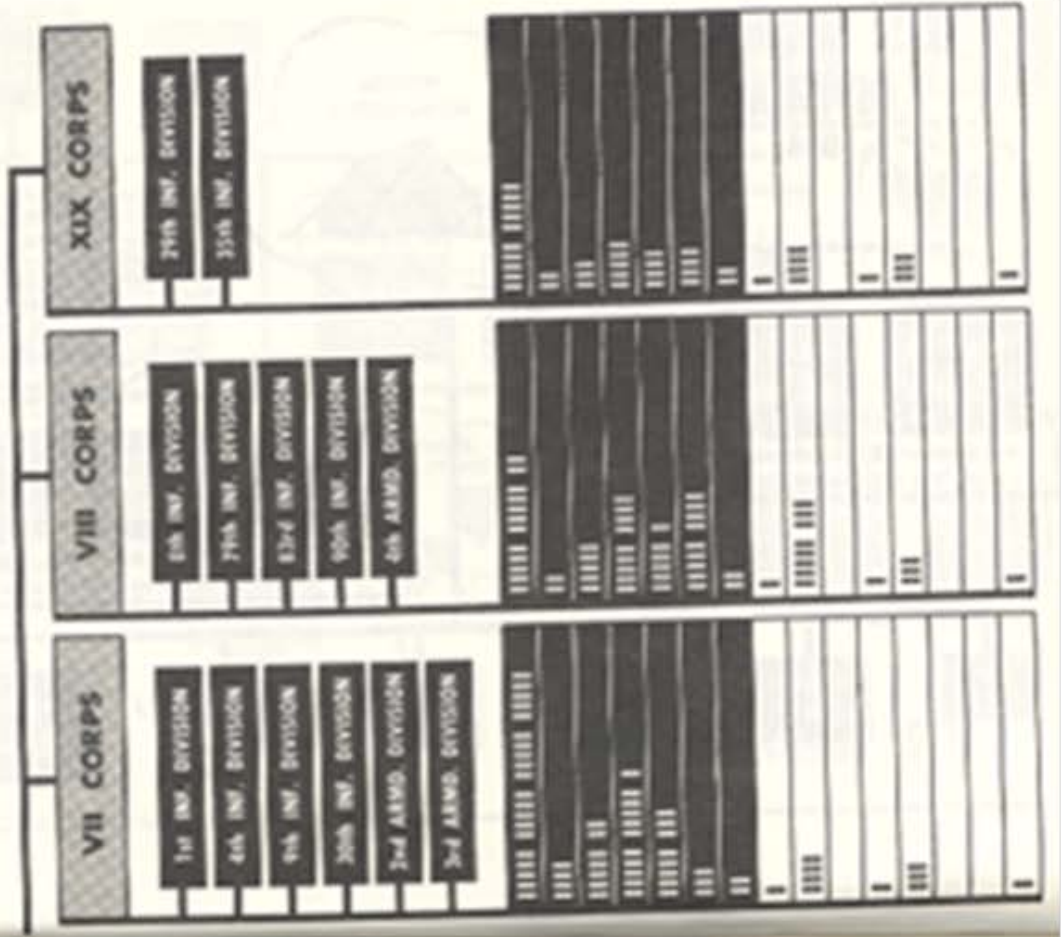 VII CORPS
1st INF. DIVISION
4th INF. DIVISION
9th INF. DIVISION
30th INF. DIVISION
2nd ARMD. DIVISION
3rd ARMD. DIVISION
VIII CORPS
8th INF. DIVISION
79th INF. DIVISION
83rd INF. DIVISION
90th INF. DIVISION
4th ARMD. DIVISION
XIX CORPS
29th INF. DIVISION
35th INF. DIVISION